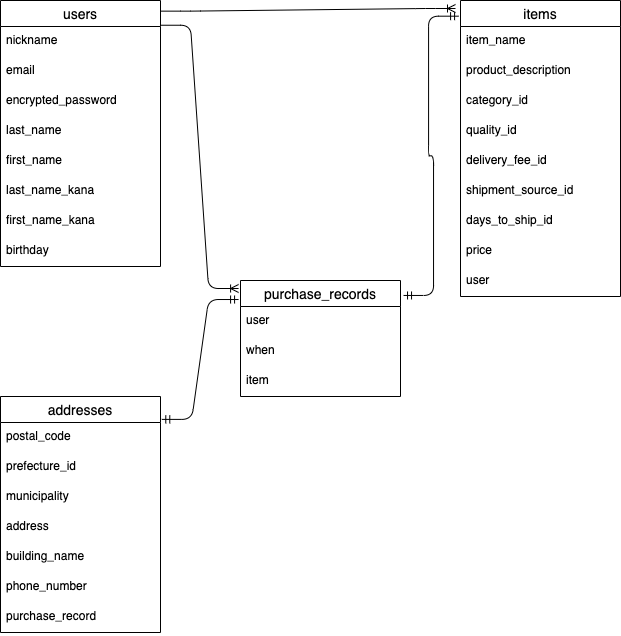 users
nickname
email
encrypted_password
last_name
first_name
last_name_kana
first_name_kana
birthday
items
item_name
product_description
category_id
quality_id
delivery_fee_id
shipment_source_id
days_to_ship_id
price
user
purchase_records
user
when
item
addresses
postal_code
prefecture_id
municipality
address
building_name
phone_number
purchase_record